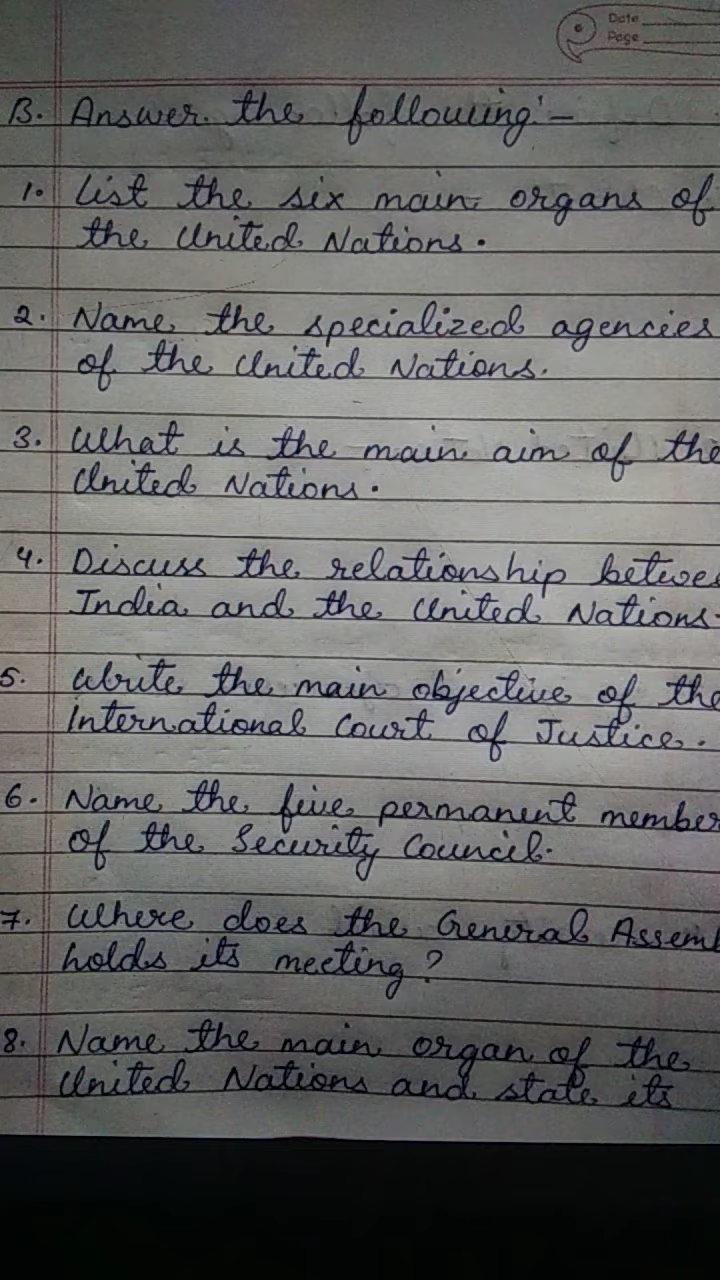 Date
Page
B. Answer the following:-
1. List the six main organs of
the United Nations.
2. Name the specialized agencies
of the United Nations.
3. What is the main aim of the
United Nations.
4. Discuss the relationship betwee
India and the United Nations.
5. Write the main objective of the
International Court of Justice.
6. Name the five permanent member
of the Security Council.
7. Where does the General Assemb
holds its meeting?
8. Name the main organ of the
United Nations and state its